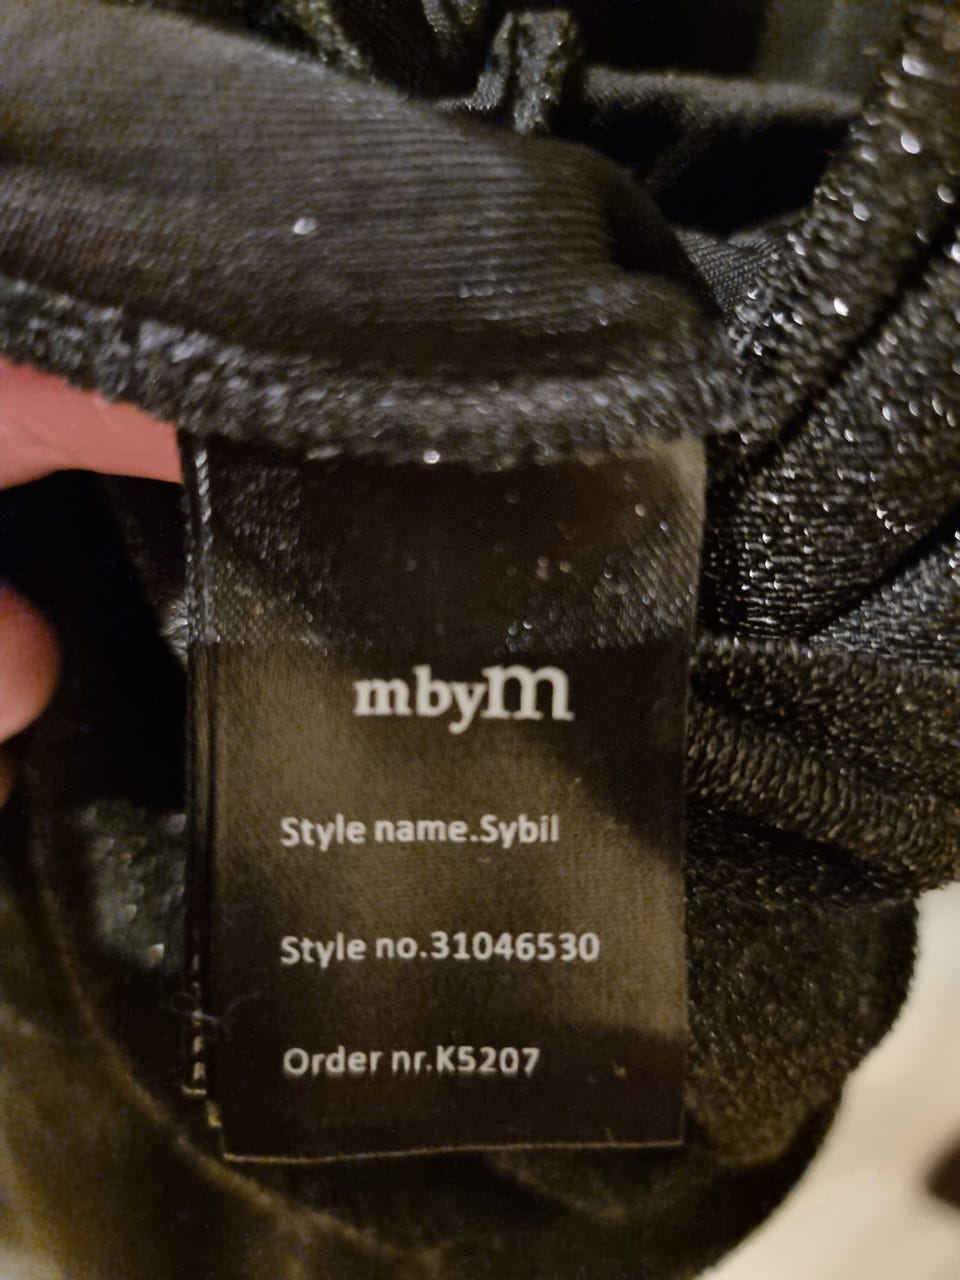 mbym
Style name.Sybil
Style no.31046530
Order nr.K5207